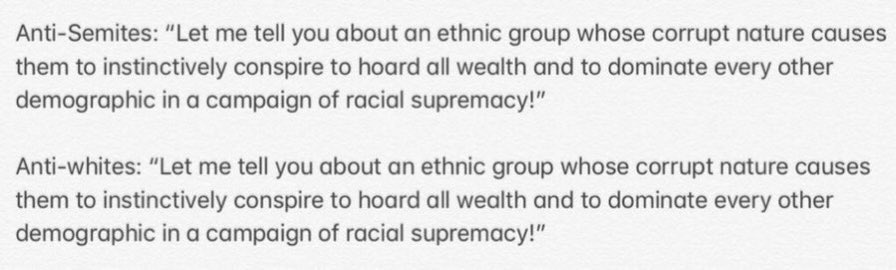 Anti-Semites: “Let me tell you about an ethnic group whose corrupt nature causes
them to instinctively conspire to hoard all wealth and to dominate every other
demographic in a campaign of racial supremacy!”
Anti-whites: “Let me tell you about an ethnic group whose corrupt nature causes
them to instinctively conspire to hoard all wealth and to dominate every other
demographic in a campaign of racial supremacy!”